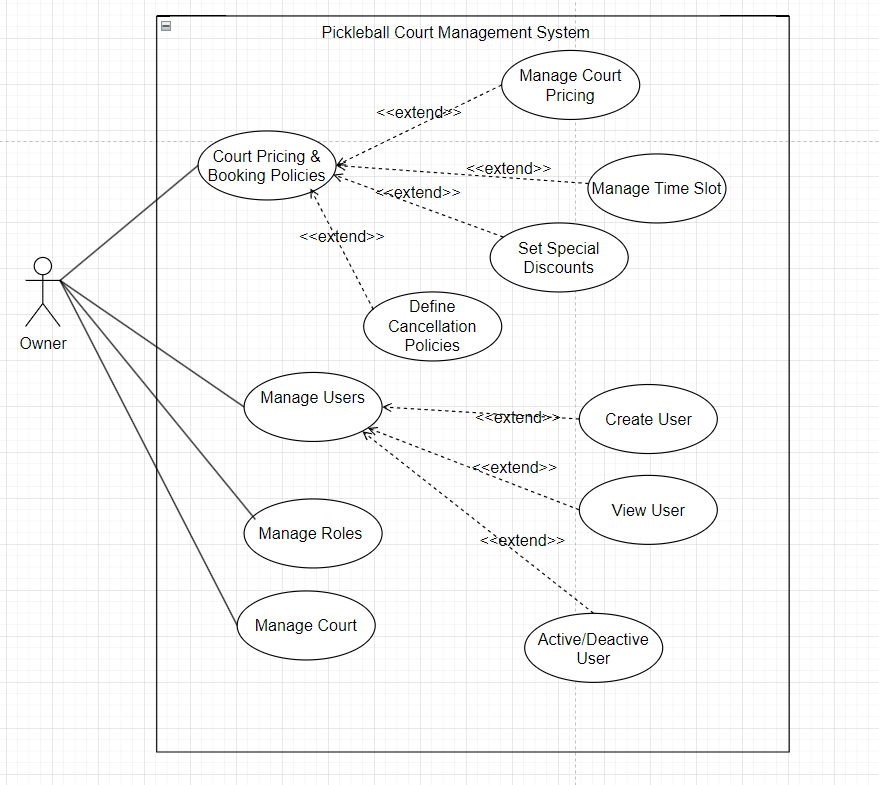 Pickleball Court Management System
Manage Court
Pricing
<<extend>>
Court Pricing &
Booking Policies
<<extend>>
Manage Time Slot
<<extend>>
<<extend>>
Set Special
Discounts
Define
Cancellation
Policies
Owner
Manage Users
<<extend>>
Create User
<<extend>>
View User
Manage Roles
<<extend>>
Manage Court
Active/Deactive
User